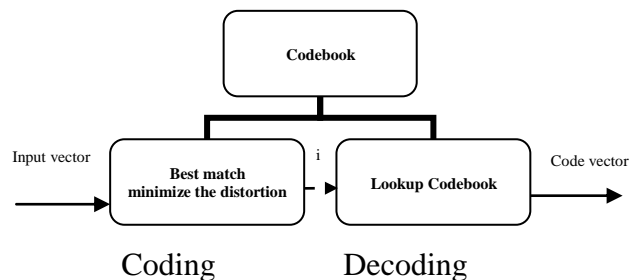 Codebook
Input vector
Best match
minimize the distortion
i
Lookup Codebook
Code vector
Coding
Decoding